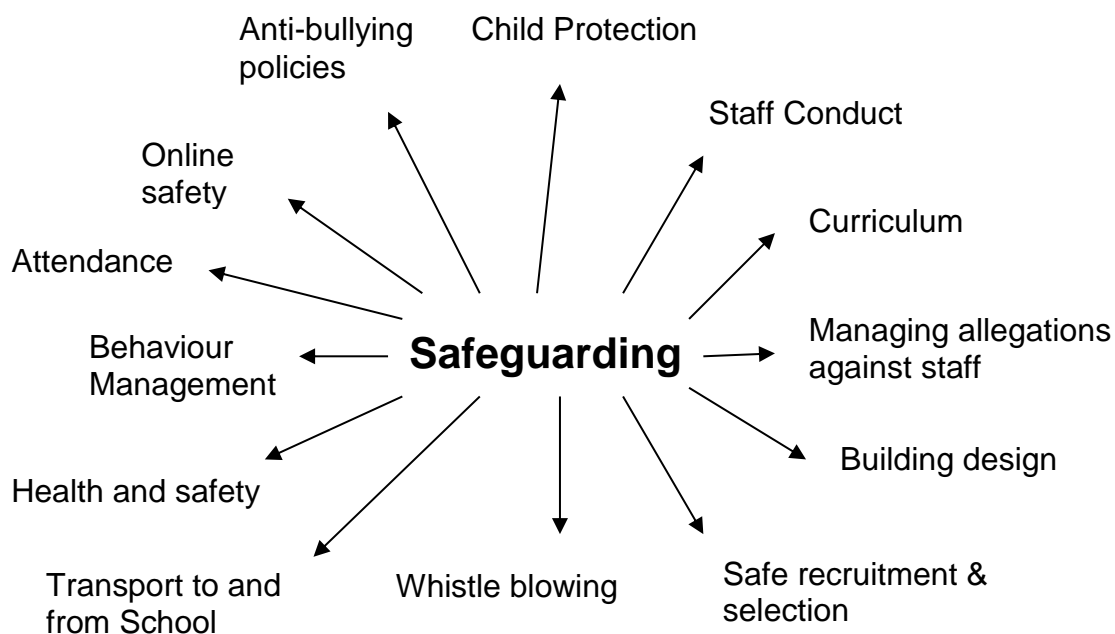 Anti-bullying
policies
Child Protection
Staff Conduct
Online
safety
Curriculum
Attendance
Managing allegations
against staff
Behaviour
Management
Safeguarding
Building design
Health and safety
Transport to and
from School
Whistle blowing
Safe recruitment &
selection